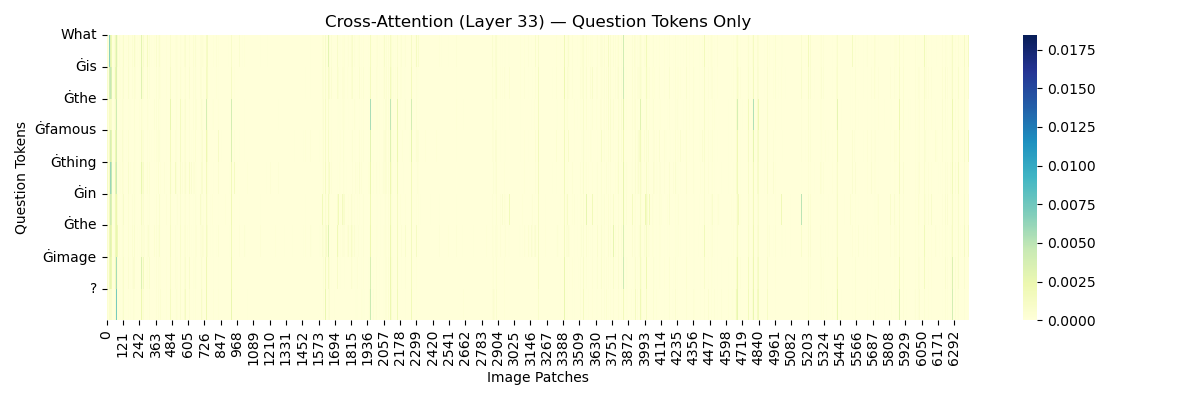 Cross-Attention (Layer 33) — Question Tokens Only
Question Tokens
What
Ġis
Ġthe
Ġfamous
Ġthing
Ġin
Ġthe
Ġimage
?
0 121 242 363 484 605 726 847 968 1089 1210 1331 1452 1573 1694 1815 1936 2057 2178 2299 2420 2541 2662 2783 2904 3025 3146 3267 3388 3509 3630 3751 3872 3993 4114 4235 4356 4477 4598 4719 4840 4961 5082 5203 5324 5445 5566 5687 5808 5929 6050 6171 6292
Image Patches
0.0175
0.0150
0.0125
0.0100
0.0075
0.0050
0.0025
0.0000